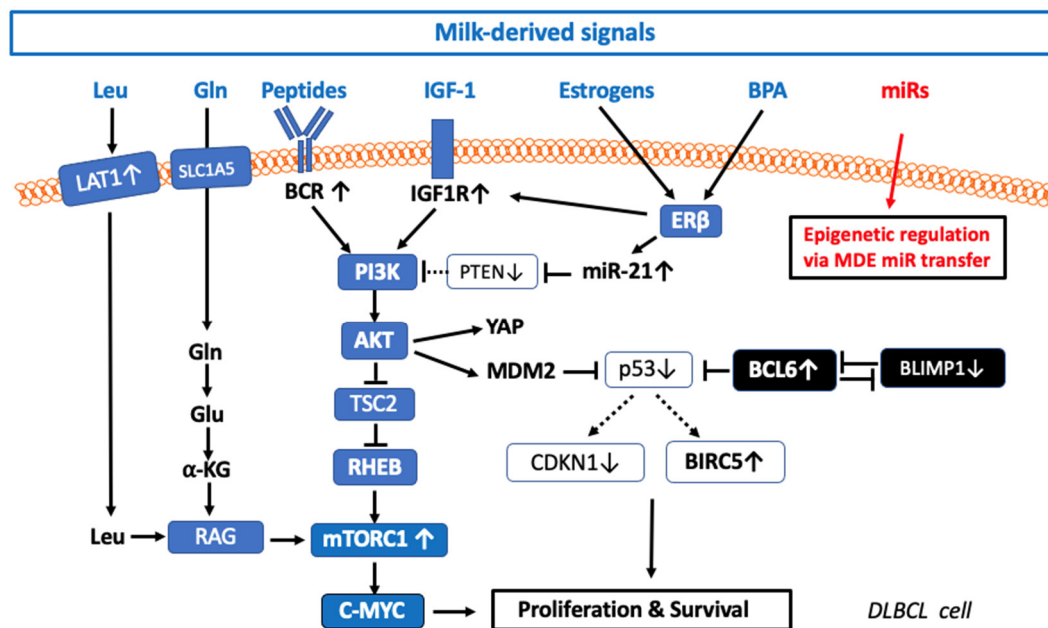 Milk-derived signals
Leu Gln Peptides IGF-1 Estrogens BPA miRs
LAT1↑ SLC1A5
BCR ↑ IGF1R↑
ERβ
Epigenetic regulation
via MDE miR transfer
PI3K PTEN↓ miR-21↑
AKT YAP
Gln
MDM2 p53↓ BCL6↑ BLIMP1↓
TSC2
Glu
α-KG
RHEB CDKN1↓ BIRC5↑
Leu RAG mTORC1 ↑
C-MYC Proliferation & Survival DLBCL cell